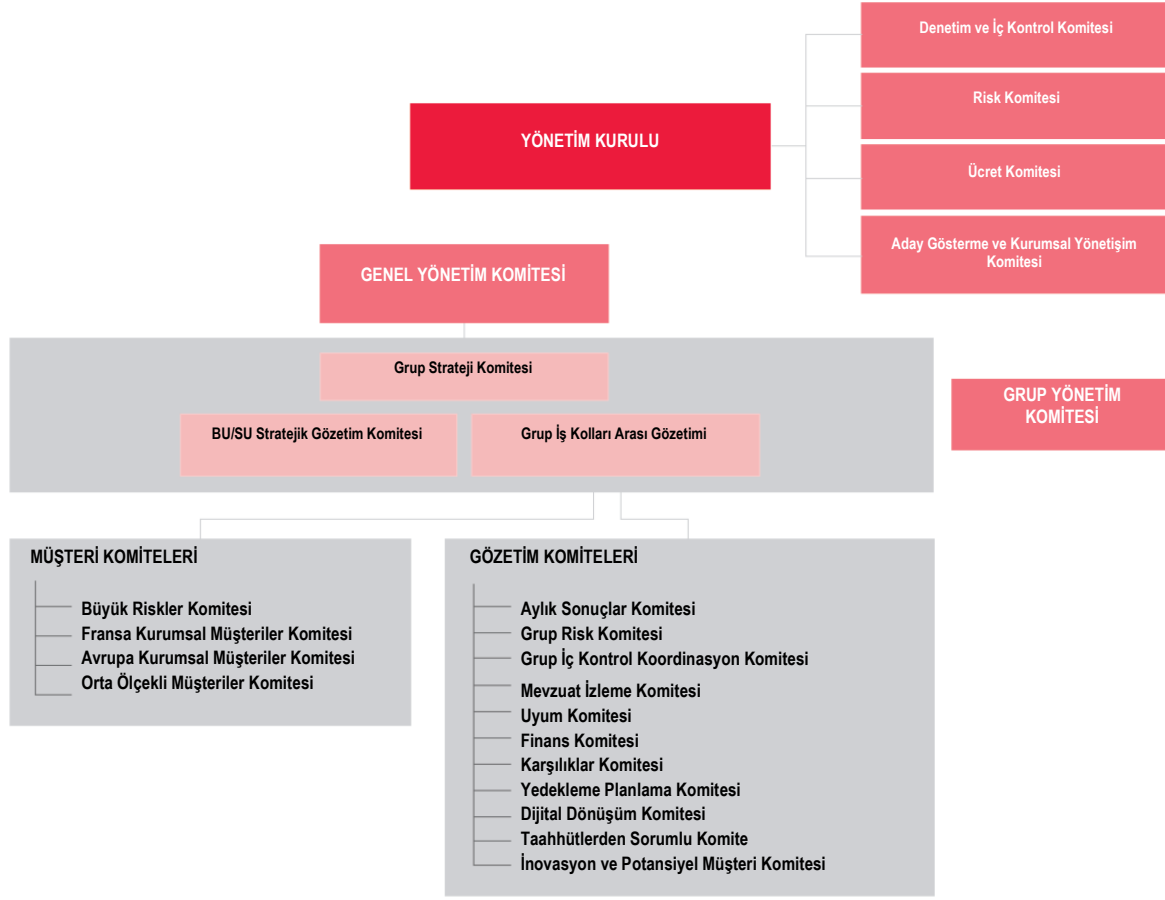 Denetim ve İç Kontrol Komitesi
Risk Komitesi
YÖNETİM KURULU
Ücret Komitesi
Aday Gösterme ve Kurumsal Yönetişim
Komitesi
GENEL YÖNETİM KOMİTESİ
Grup Strateji Komitesi
BU/SU Stratejik Gözetim Komitesi
Grup İş Kolları Arası Gözetimi
GRUP YÖNETİM
KOMİTESİ
MÜŞTERİ KOMİTELERİ
Büyük Riskler Komitesi
Fransa Kurumsal Müşteriler Komitesi
Avrupa Kurumsal Müşteriler Komitesi
Orta Ölçekli Müşteriler Komitesi
GÖZETİM KOMİTELERİ
Aylık Sonuçlar Komitesi
Grup Risk Komitesi
Grup İç Kontrol Koordinasyon Komitesi
Mevzuat İzleme Komitesi
Uyum Komitesi
Finans Komitesi
Karşılıklar Komitesi
Yedekleme Planlama Komitesi
Dijital Dönüşüm Komitesi
Taahhütlerden Sorumlu Komite
İnovasyon ve Potansiyel Müşteri Komitesi